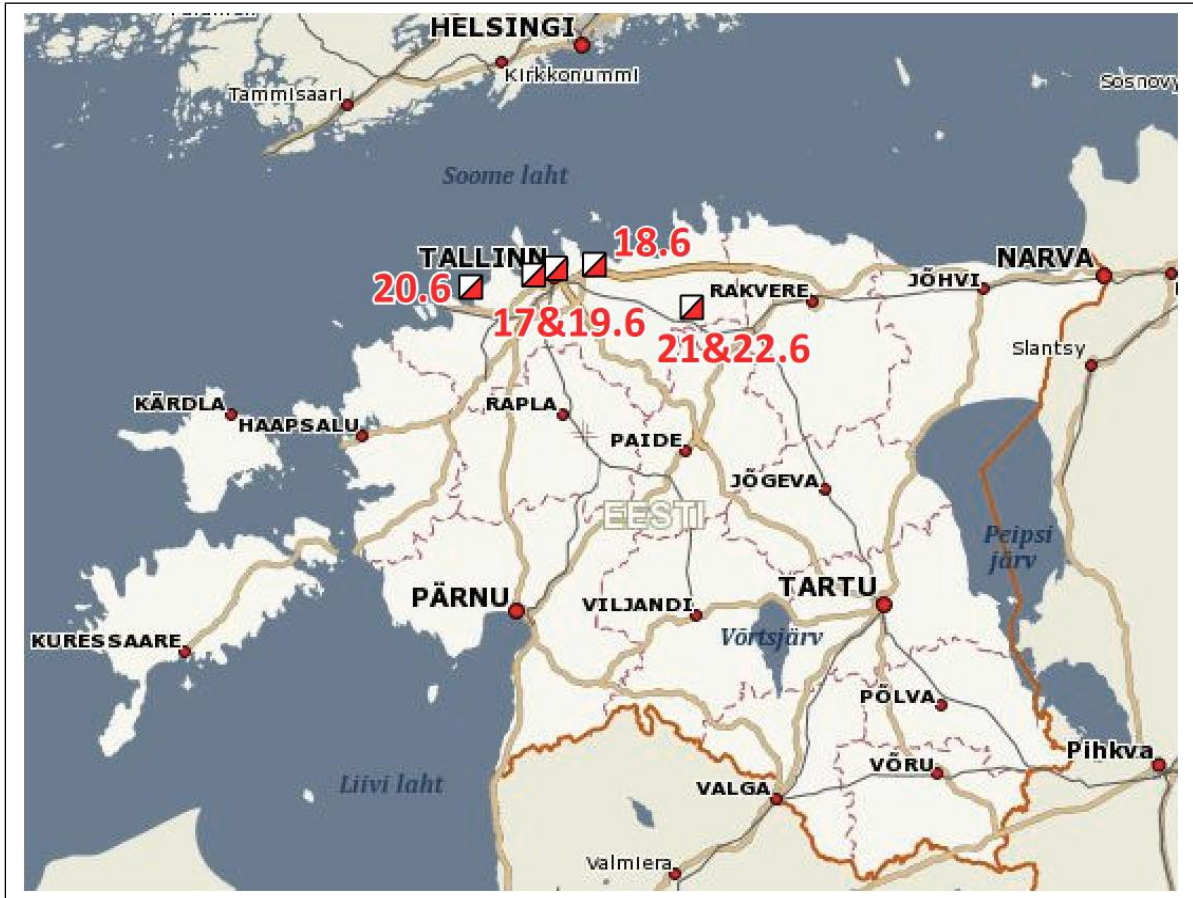 HELSINGI
Kirkkonummi
Tammisaari
Sosnovy
Soome laht
18.6
TALLINN
NARVA
20.6
RAKVERE
JÕHVI
17&19.6
21&22.6
Slantsy
KÄRDLA
RAPLA
HAAPSALU
PAIDE
JÕGEVA
EESTI
Peipsi
järv
TARTU
PÄRNU
VILJANDI
Võrtsjärv
KURESSAARE
PÕLVA
Pihkva
VÕRU
Liivi laht
VALGA
Valmiera